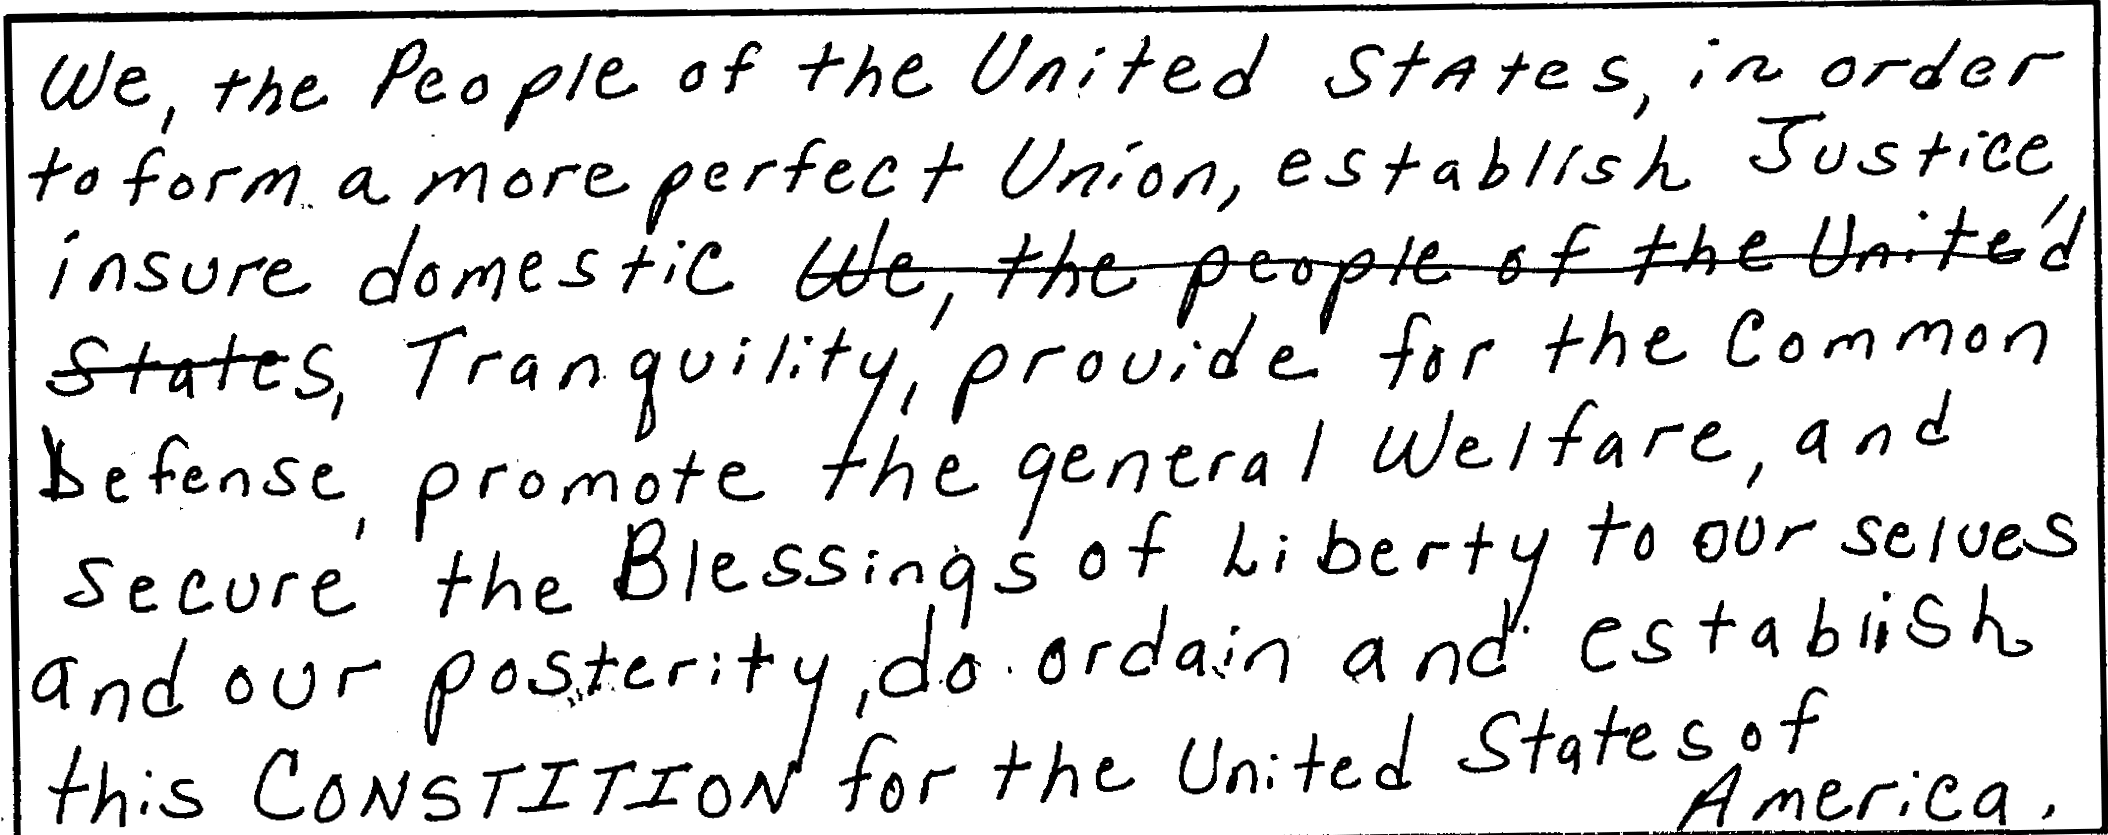 We, the People of the United StAtes, in order
to form a more perfect Union, establish Justice,
insure domestic ~~We, the people of the United~~
~~States~~, Tranquility, provide for the Common
Defense, promote the general Welfare, and
Secure the Blessings of Liberty to our selves
and our posterity, do ordain and establish
this CONSTITION for the United States of
America.